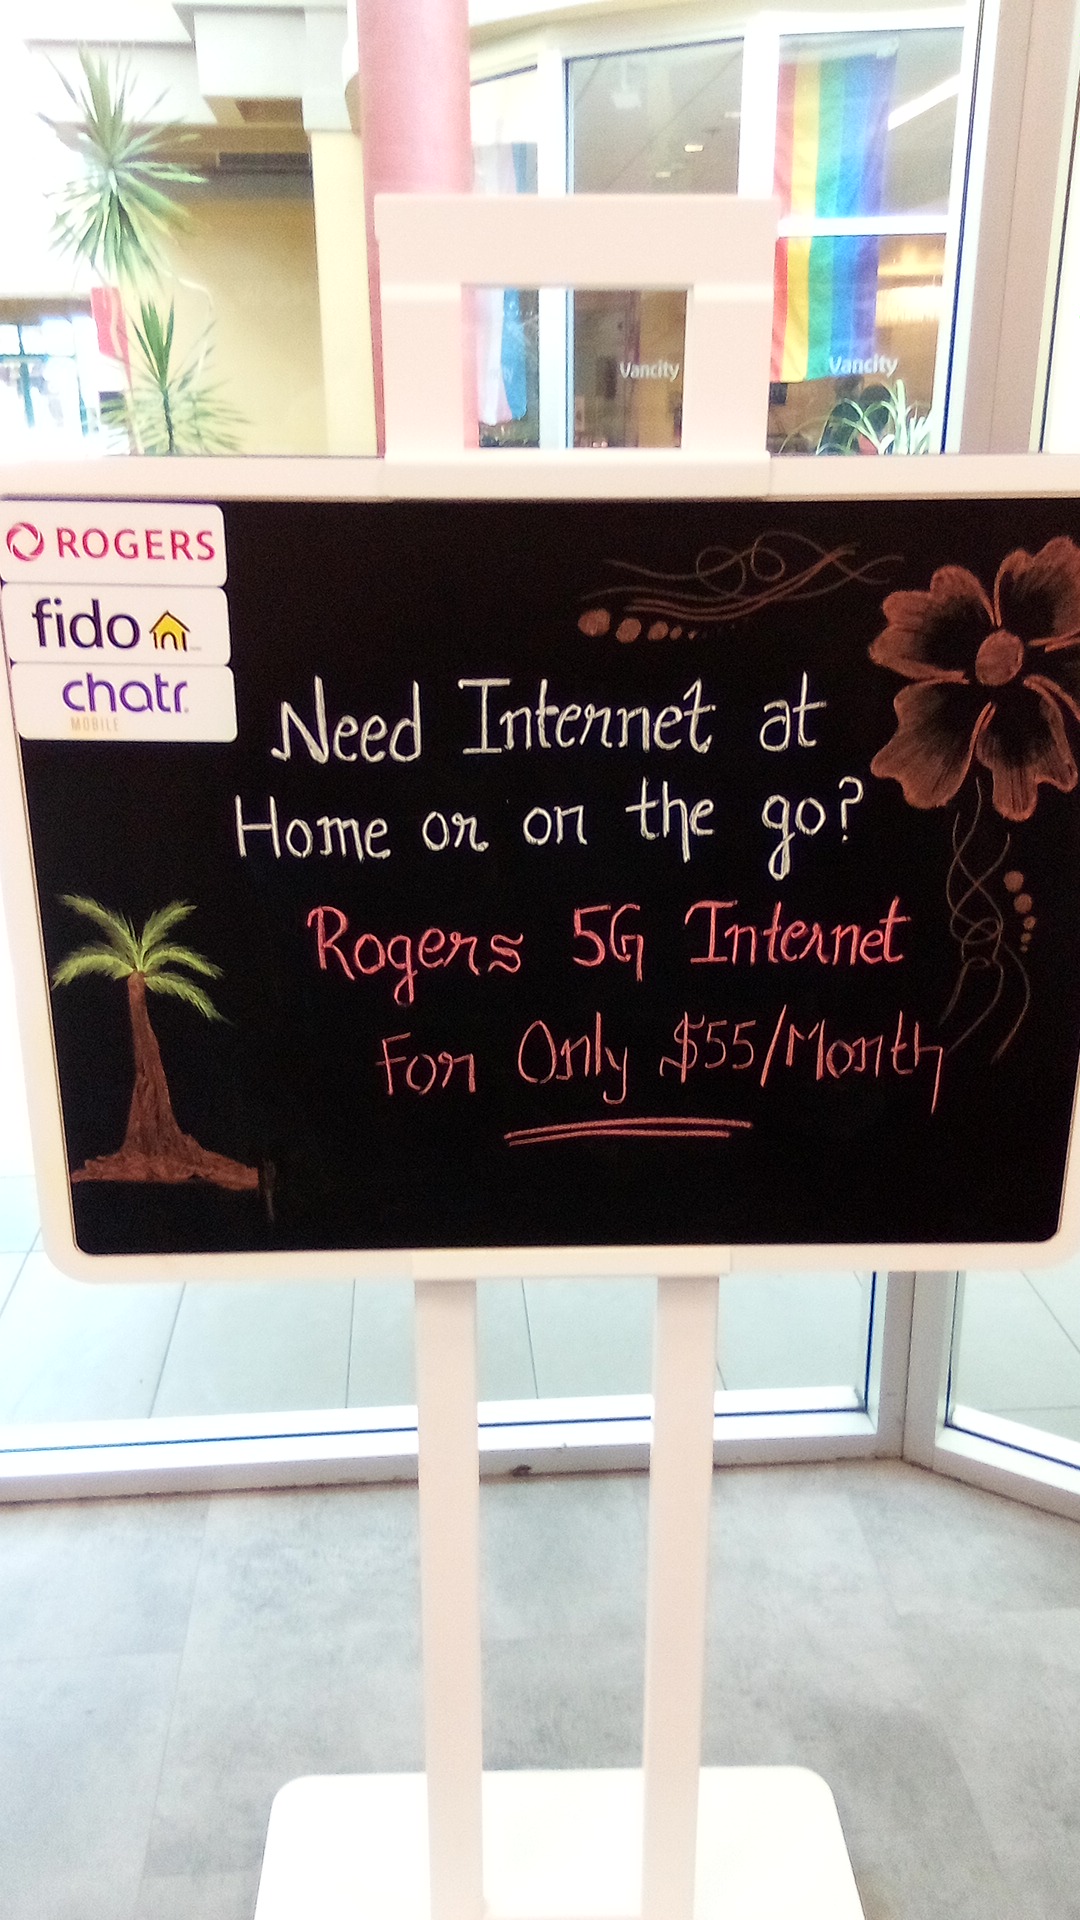 Vancity
Vancity
ROGERS
fido
chatr
MOBILE
Need Internet at
Home or on the go?
Rogers 5G Internet
For Only $55/Month